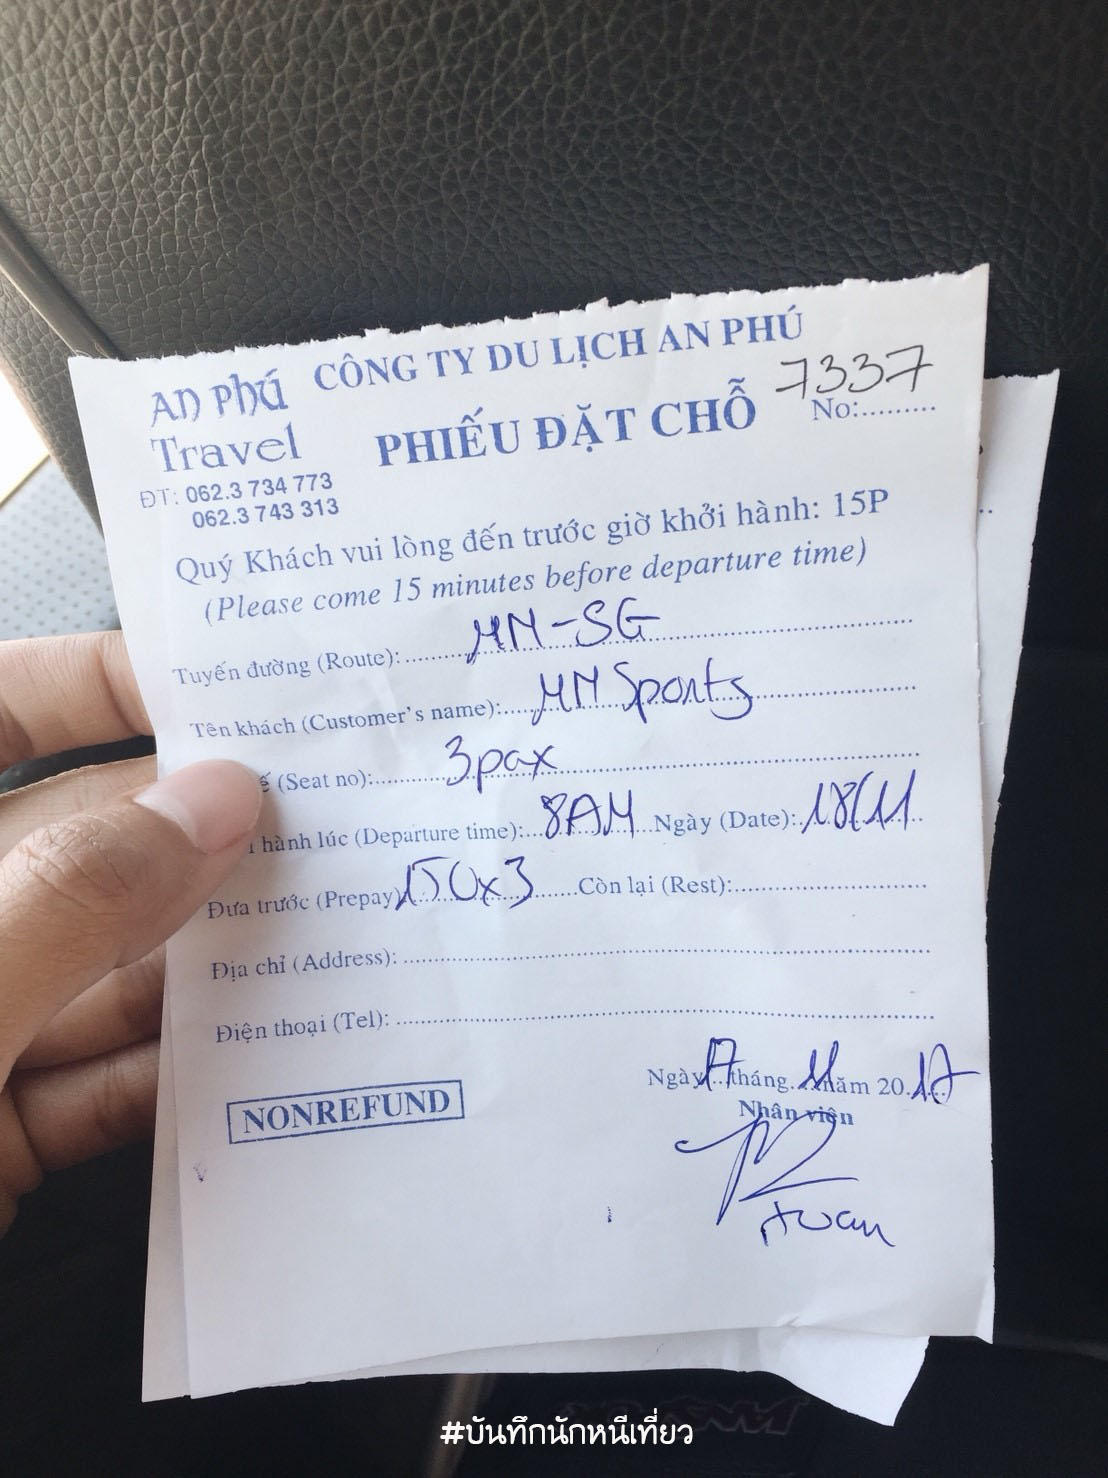 AN Phú
Travel
CÔNG TY DU LỊCH AN PHÚ
PHIẾU ĐẶT CHỖ
7337
No:.........
ĐT: 062.3 734 773
062.3 743 313
Quý Khách vui lòng đến trước giờ khởi hành: 15P
(Please come 15 minutes before departure time)
Tuyến đường (Route): MN-SG
Tên khách (Customer's name): MN Sports
ế (Seat no): 3pax
hành lúc (Departure time): 8AM Ngày (Date): 18/11
Đưa trước (Prepay) 150x3 Còn lại (Rest):
Địa chỉ (Address):
Điện thoại (Tel):
Ngày 17 tháng 11 năm 20 17
Nhân viên
NONREFUND
#บันทึกนักหนีเที่ยว